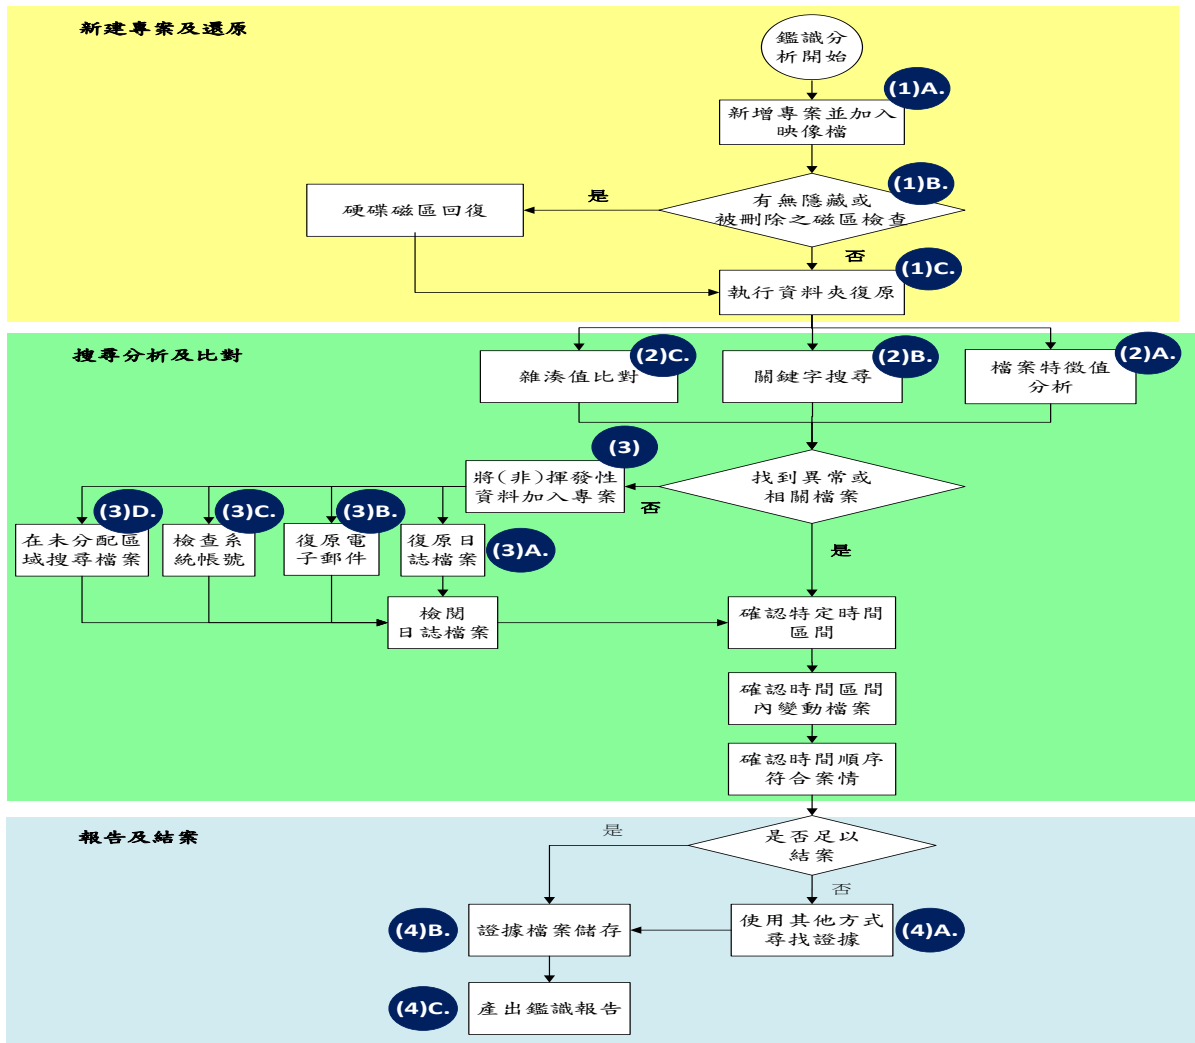 新建專案及還原
鑑識分
析開始
(1)A.
新增專案並加入
映像檔
(1)B.
有無隱藏或
被刪除之磁區檢查
是
硬碟磁區回復
否
(1)C.
執行資料夾復原
搜尋分析及比對
(2)C.
雜湊值比對
(2)B.
關鍵字搜尋
(2)A.
檔案特徵值
分析
(3)
將(非)揮發性
資料加入專案
找到異常或
相關檔案
否
是
(3)D.
在未分配區
域搜尋檔案
(3)C.
檢查系
統帳號
(3)B.
復原電
子郵件
(3)A.
復原日
誌檔案
檢閱
日誌檔案
確認特定時間
區間
確認時間區間
內變動檔案
確認時間順序
符合案情
報告及結案
是否足以
結案
是
否
(4)B.
證據檔案儲存
使用其他方式
尋找證據
(4)A.
(4)C.
產出鑑識報告